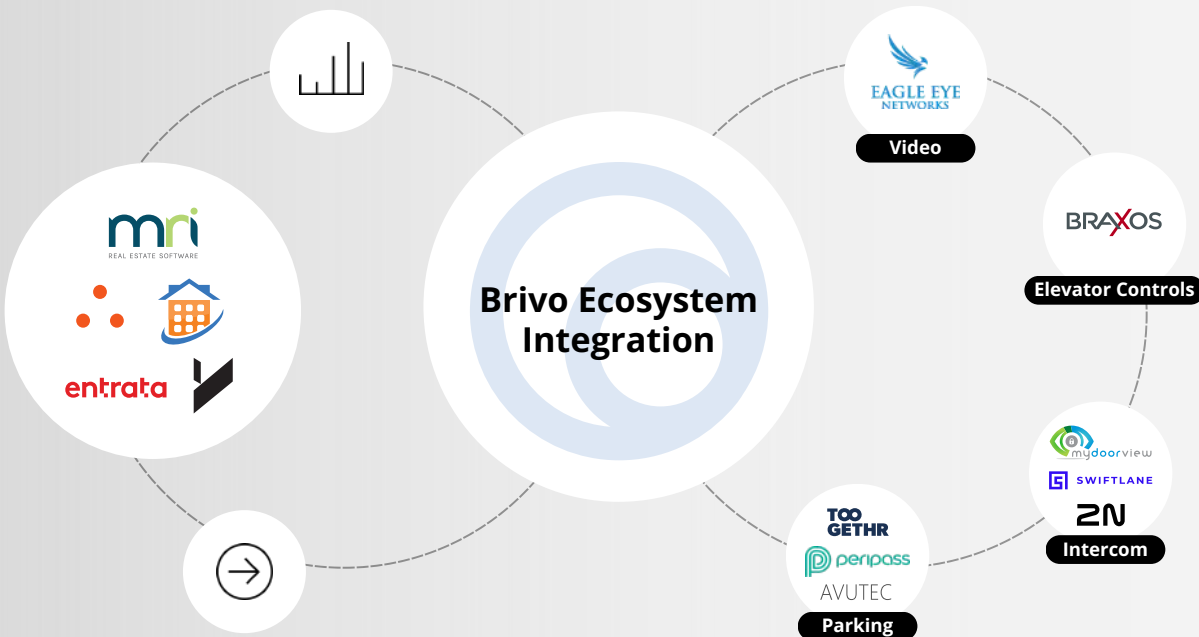 EAGLE EYE
NETWORKS
Video
mri
REAL ESTATE SOFTWARE
entrata
Brivo Ecosystem
Integration
BRAXOS
Elevator Controls
mydoorview
SWIFTLANE
2N
Intercom
TOO
GETHR
peripass
AVUTEC
Parking